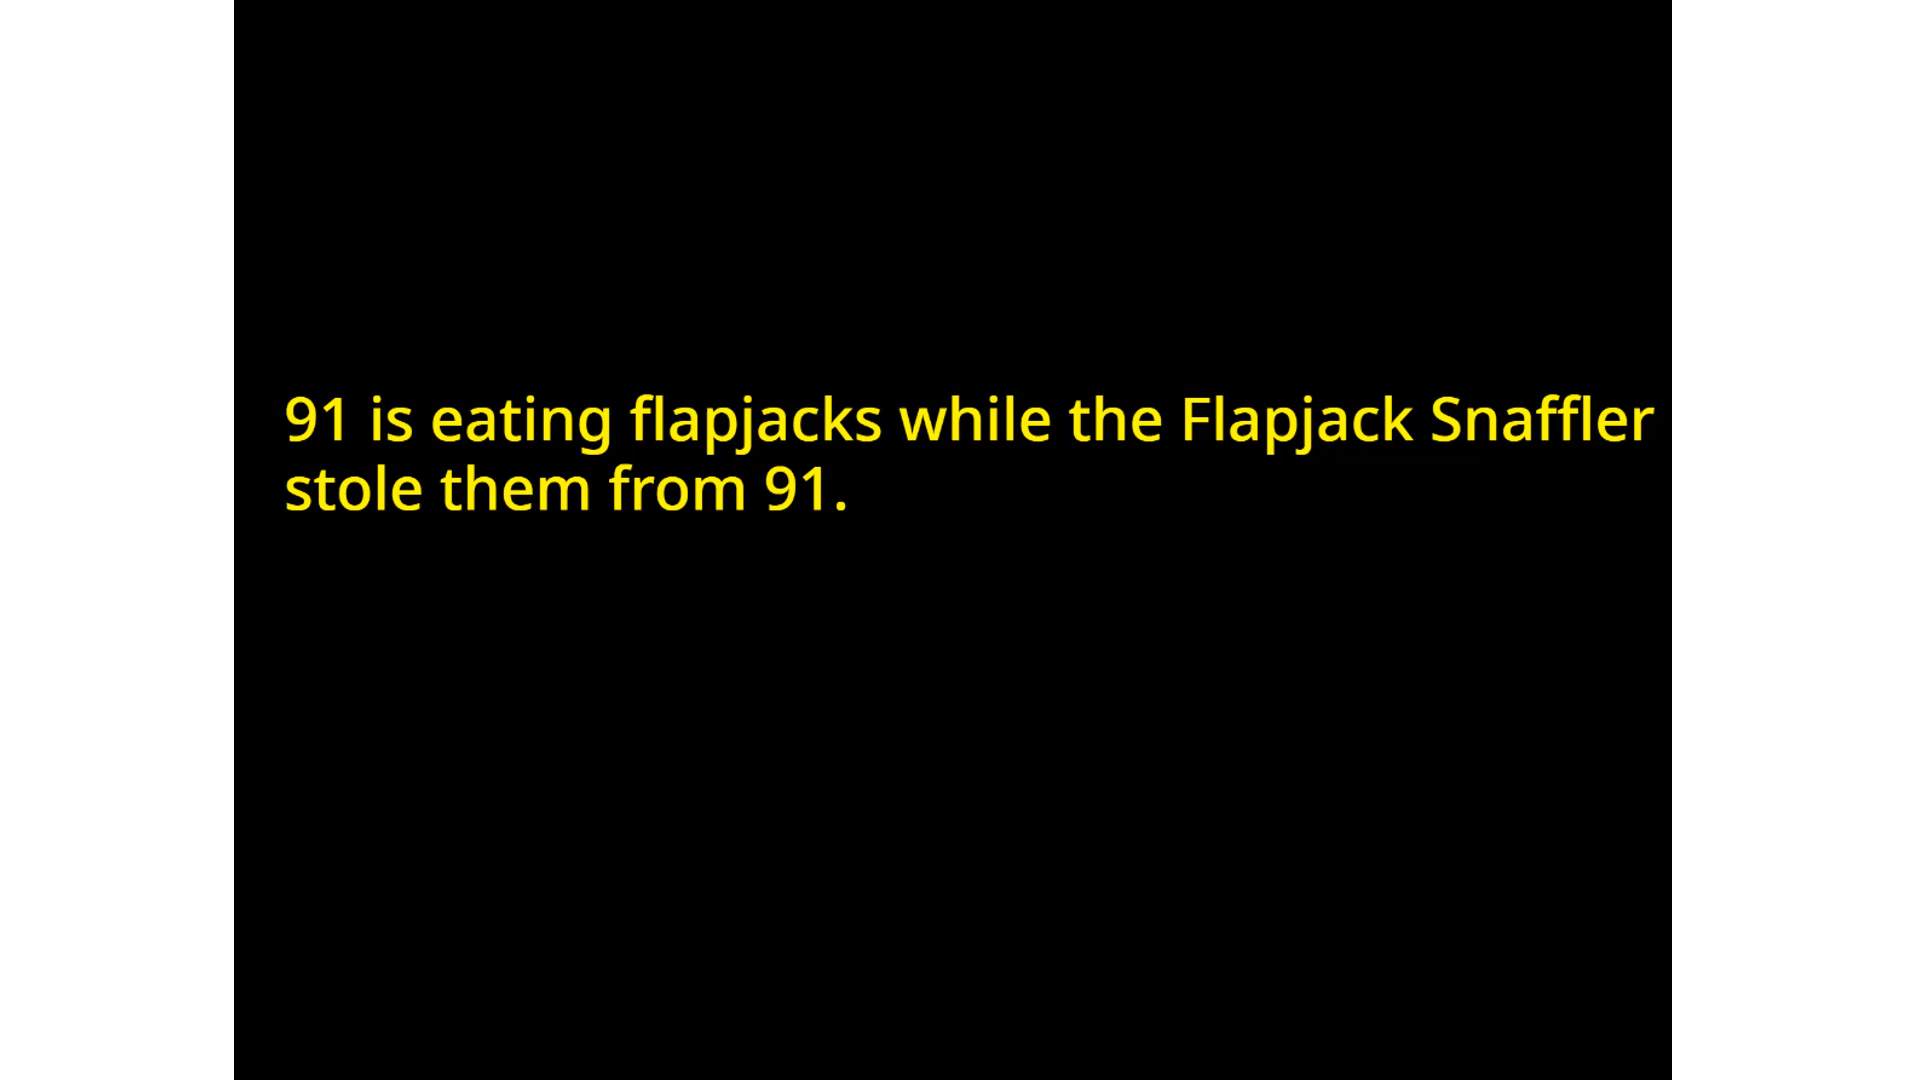 91 is eating flapjacks while the Flapjack Snaffler
stole them from 91.